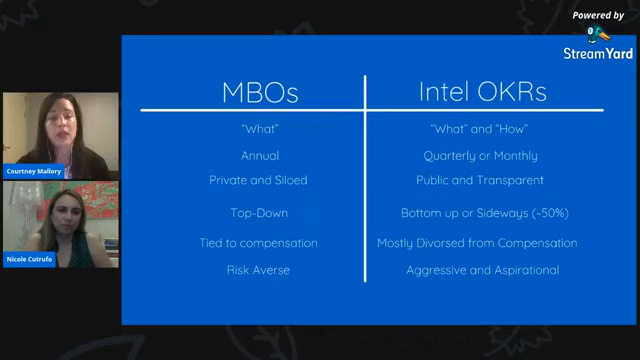 Powered by
StreamYard
MBOs
Intel OKRs
“What”
“What” and “How”
Annual
Quarterly or Monthly
Private and Siloed
Public and Transparent
Top-Down
Bottom up or Sideways (~50%)
Tied to compensation
Mostly Divorsed from Compensation
Risk Averse
Aggressive and Aspirational
Courtney Mallory
Nicole Cutrufo